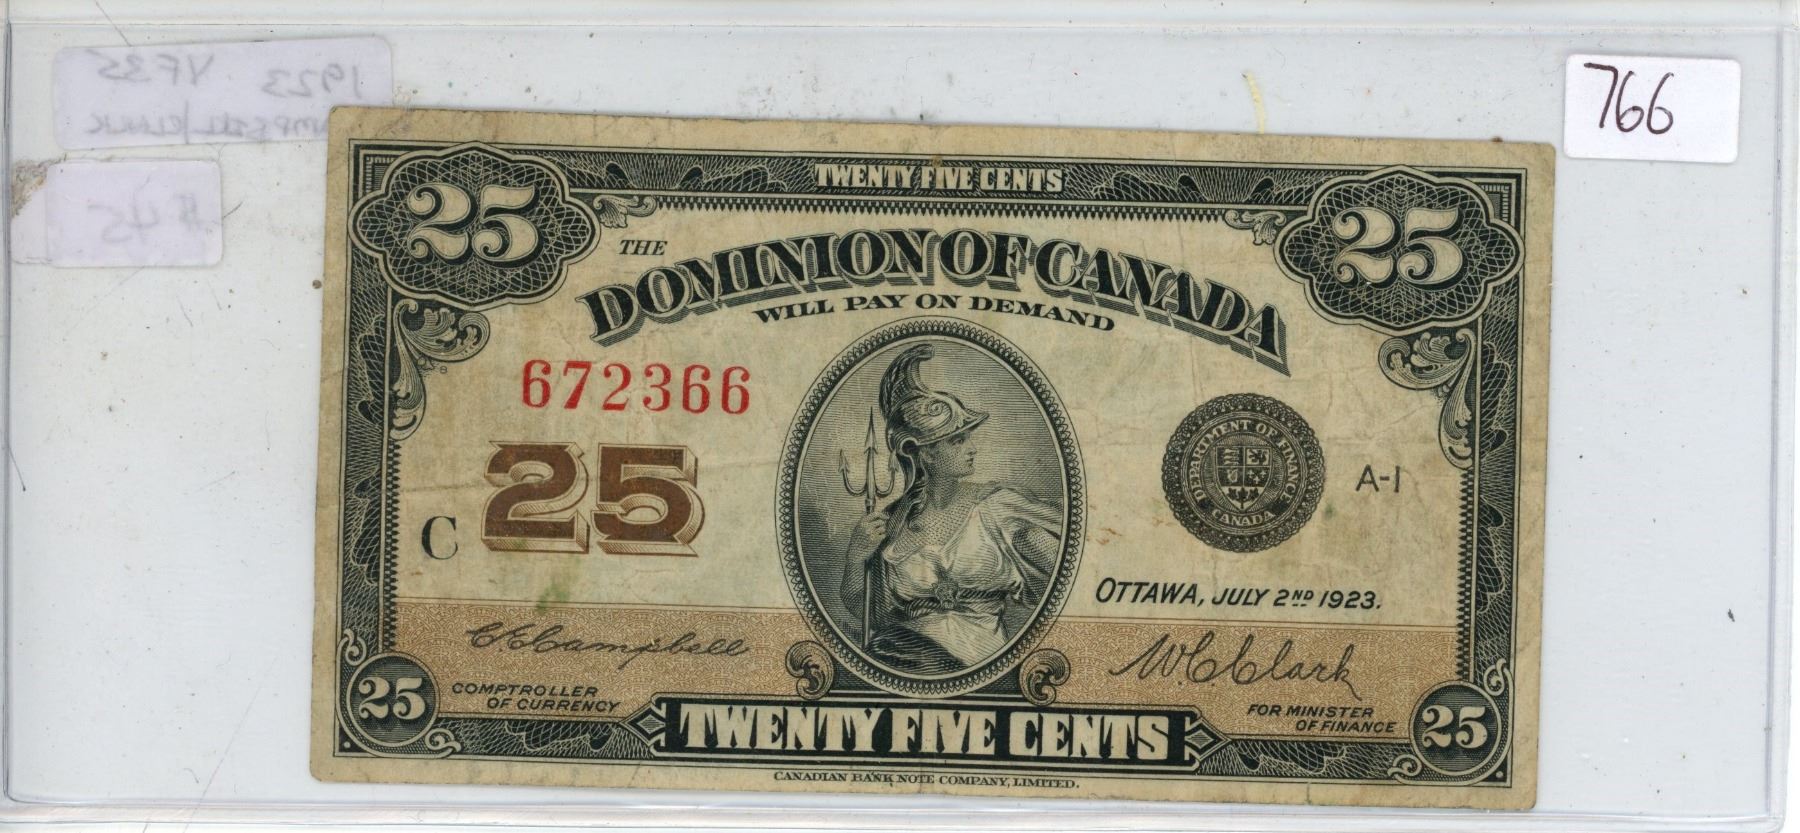 1923 VF35
CAMPBELL/CLARK
$45
766
TWENTY FIVE CENTS
25
25
THE
DOMINION OF CANADA
WILL PAY ON DEMAND
672366
25
C
DEPARTMENT OF FINANCE
CANADA
A-1
OTTAWA, JULY 2ND 1923.
C.E. Campbell
W C Clark
COMPTROLLER
OF CURRENCY
FOR MINISTER
OF FINANCE
25
TWENTY FIVE CENTS
25
CANADIAN BANK NOTE COMPANY, LIMITED.